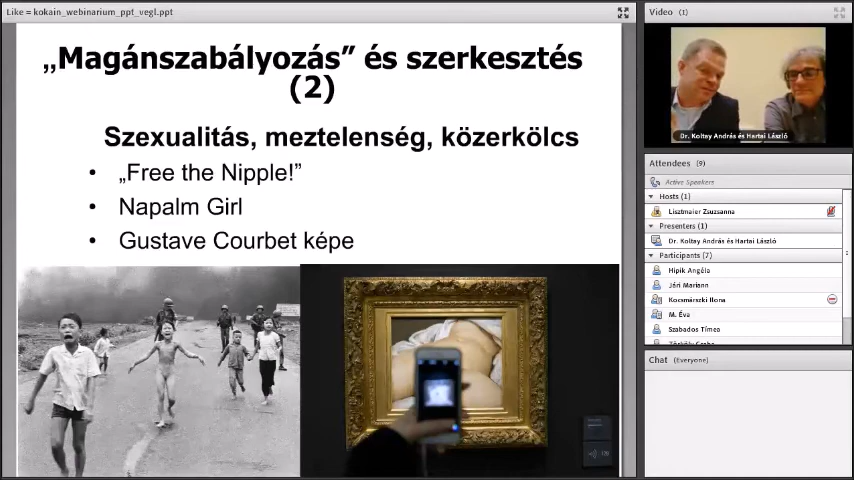 Like = kokain_webinarium_ppt_vegl.ppt
„Magánszabályozás” és szerkesztés
(2)
Szexualitás, meztelenség, közerkölcs
• „Free the Nipple!”
• Napalm Girl
• Gustave Courbet képe
Video (1)
Dr. Koltay András és Hartai László
Attendees (9)
Active Speakers
Hosts (1)
Lisztmaier Zsuzsanna
Presenters (1)
Dr. Koltay András és Hartai László
Participants (7)
Hipik Angéla
Jári Mariann
Kocsmárszki Ilona
M. Éva
Szabados Tímea
Chat (Everyone)